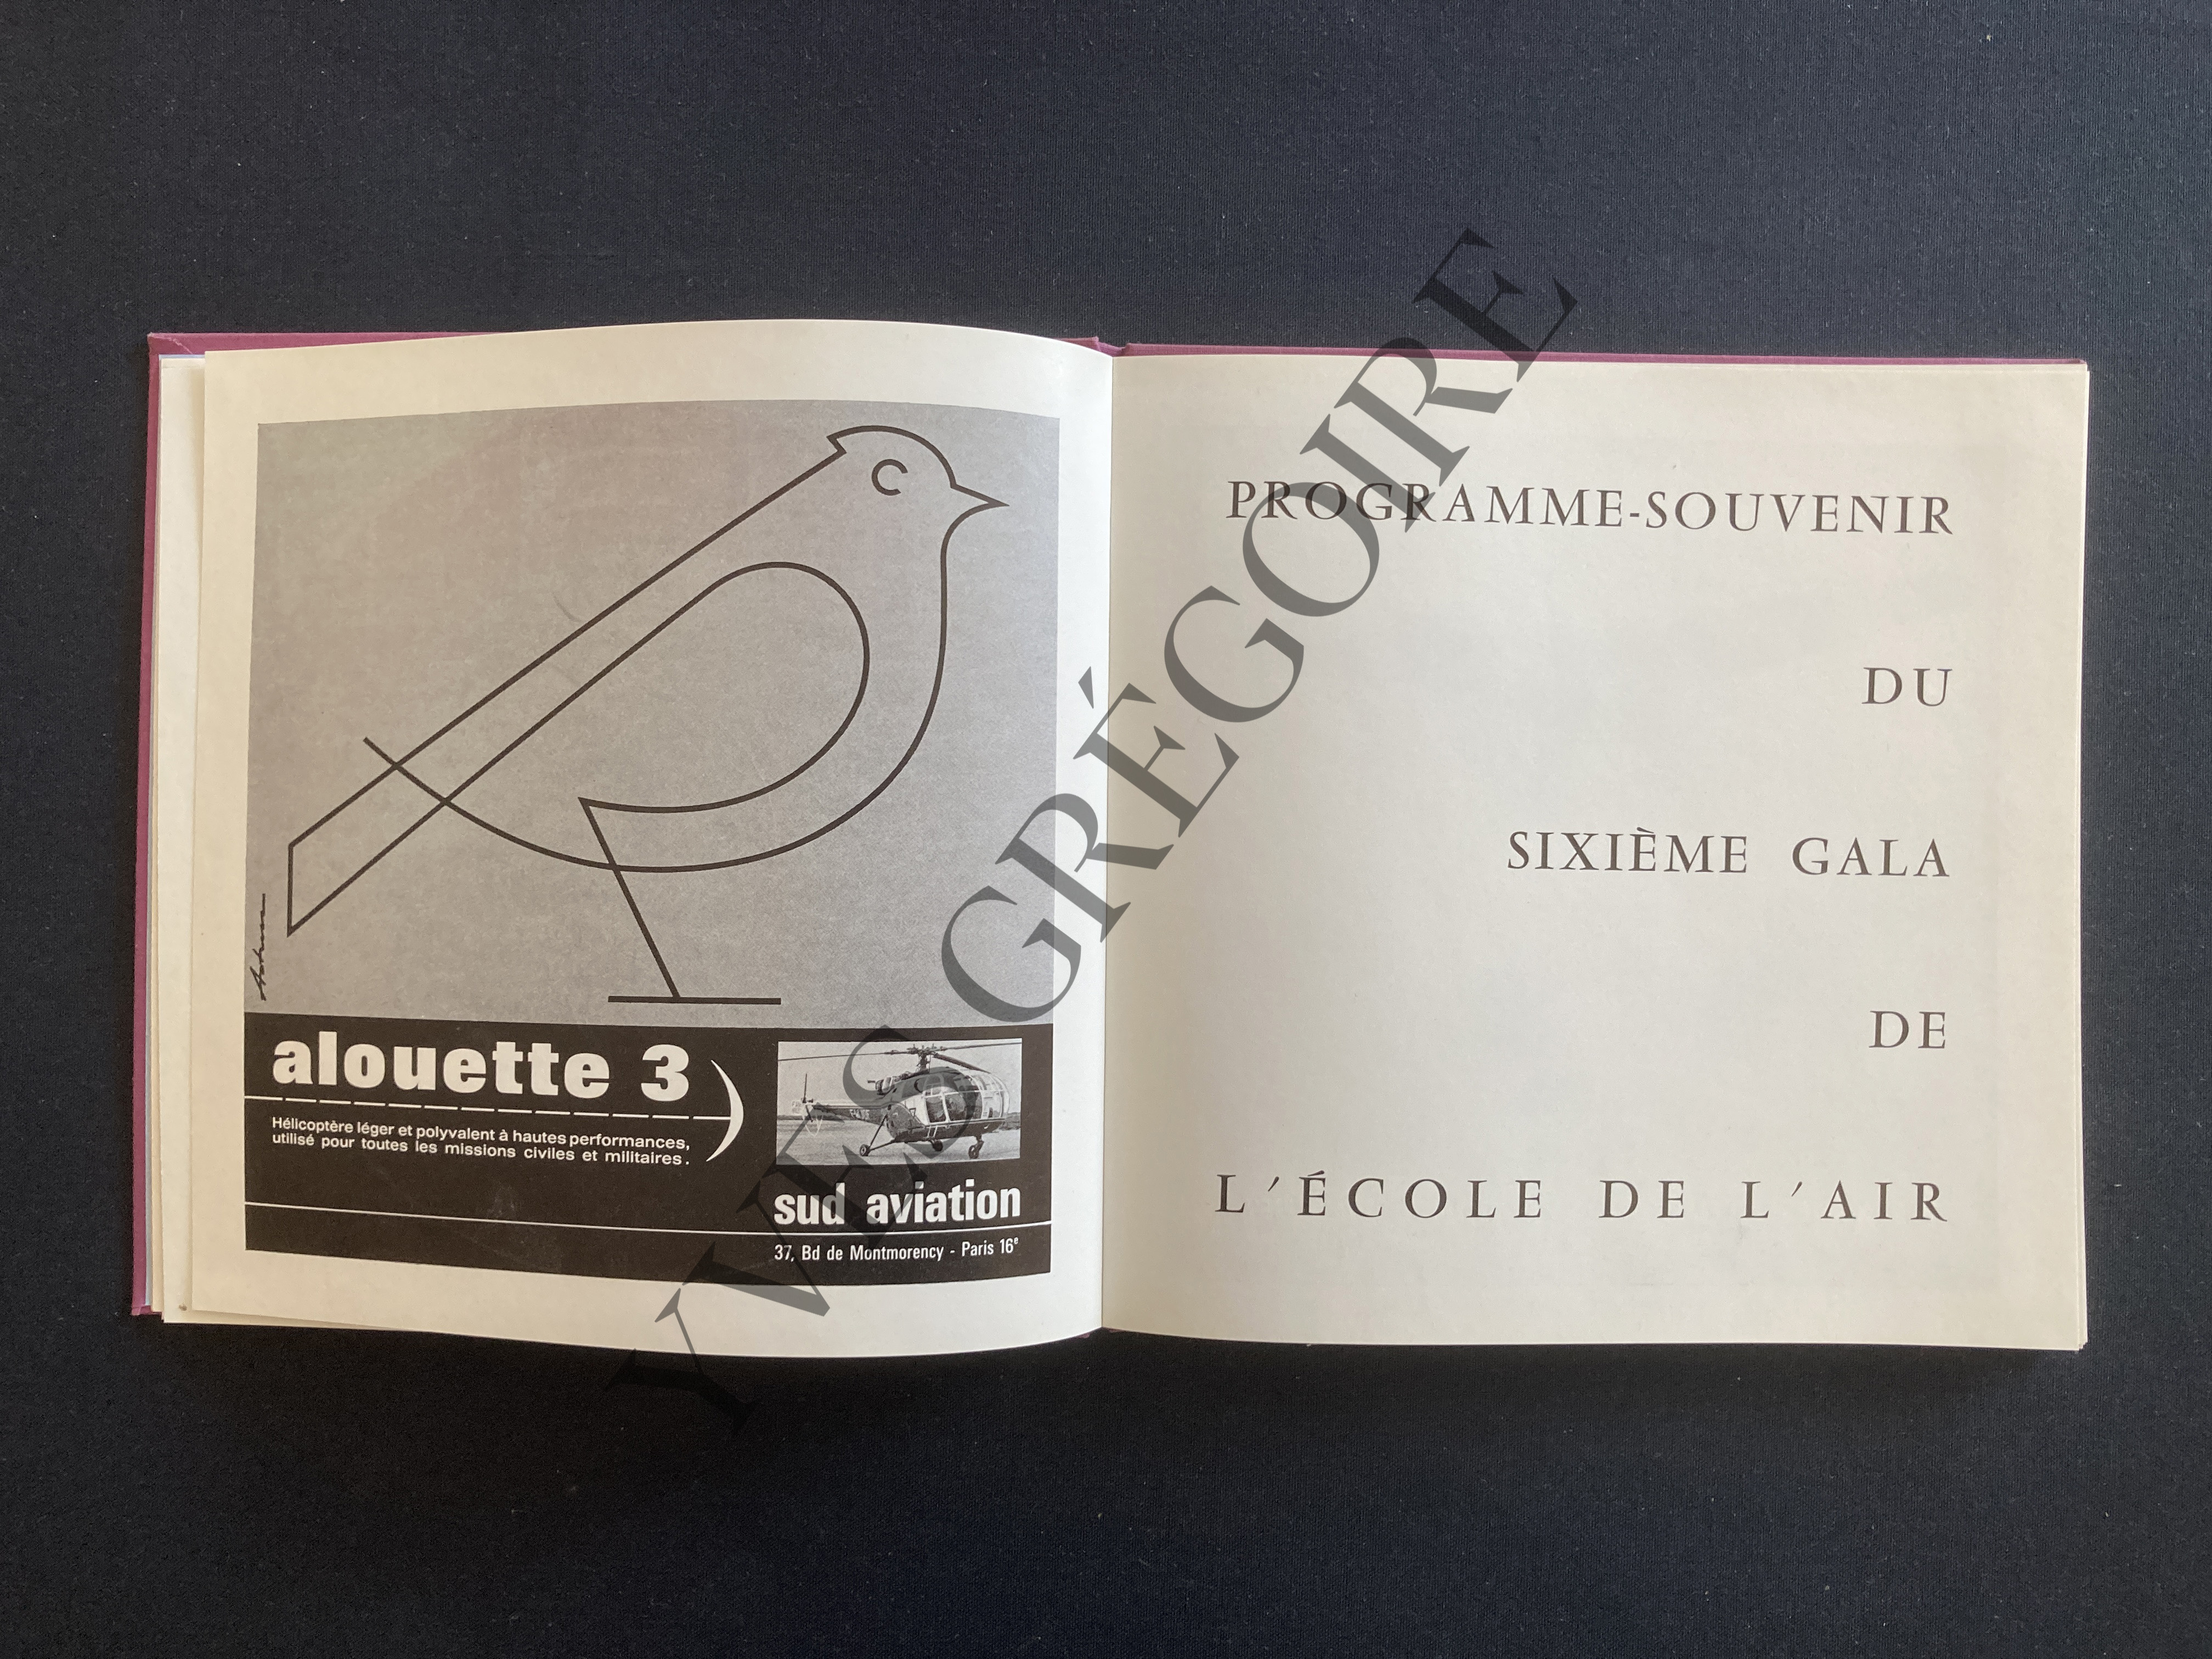 alouette 3
Hélicoptère léger et polyvalent à hautes performances,
utilisé pour toutes les missions civiles et militaires.
sud aviation
37, Bd de Montmorency - Paris 16e
PROGRAMME-SOUVENIR
DU
SIXIÈME GALA
DE
L'ÉCOLE DE L'AIR
YVES GRÉGOIRE